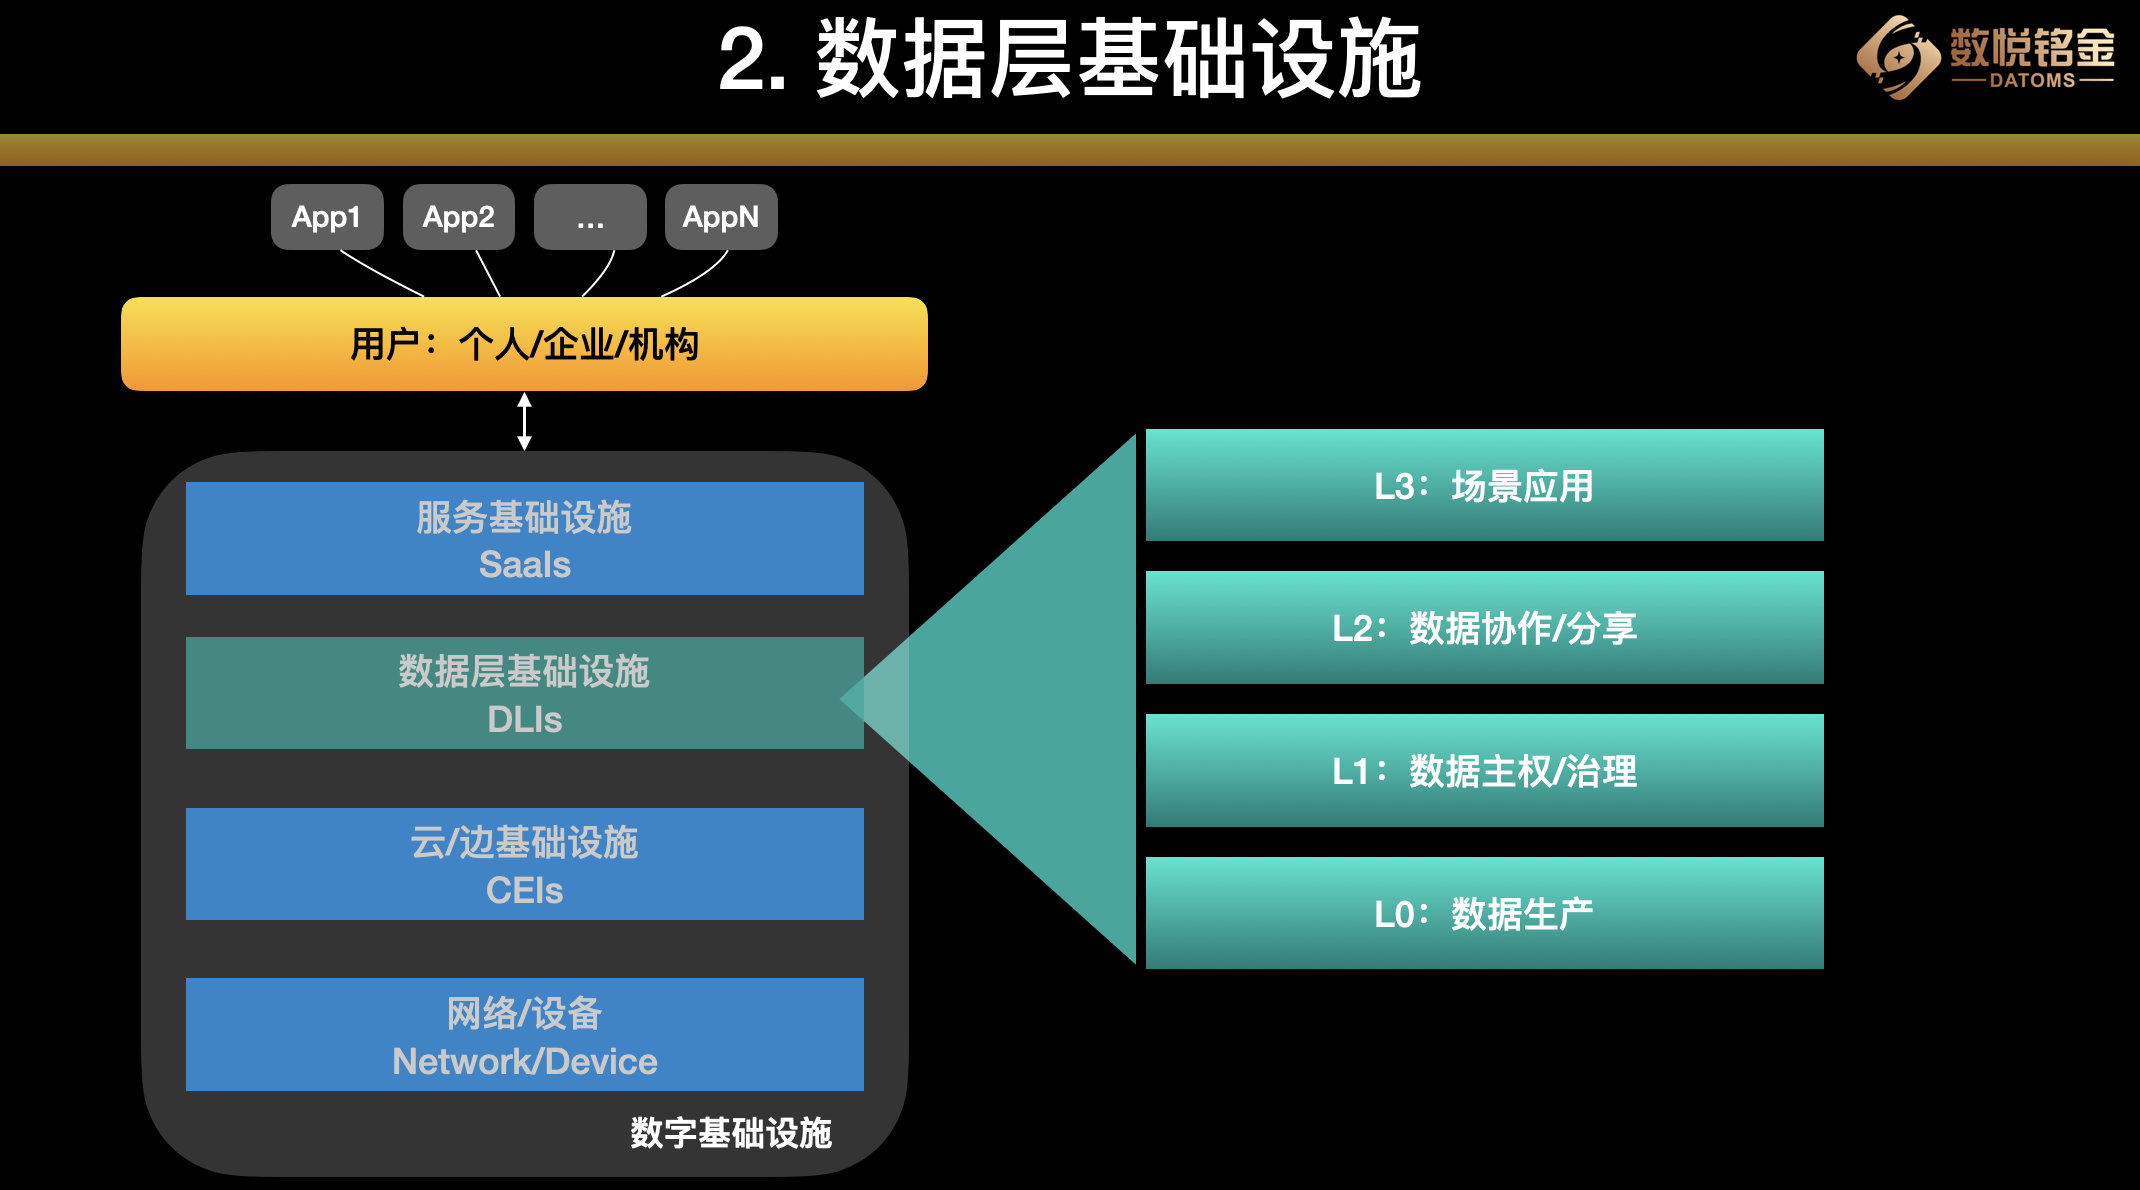 2. 数据层基础设施
数悦铭金
DATOMS
App1
App2
...
AppN
用户：个人/企业/机构
服务基础设施
SaaIs
数据层基础设施
DLIs
云/边基础设施
CEIs
网络/设备
Network/Device
数字基础设施
L3：场景应用
L2：数据协作/分享
L1：数据主权/治理
L0：数据生产